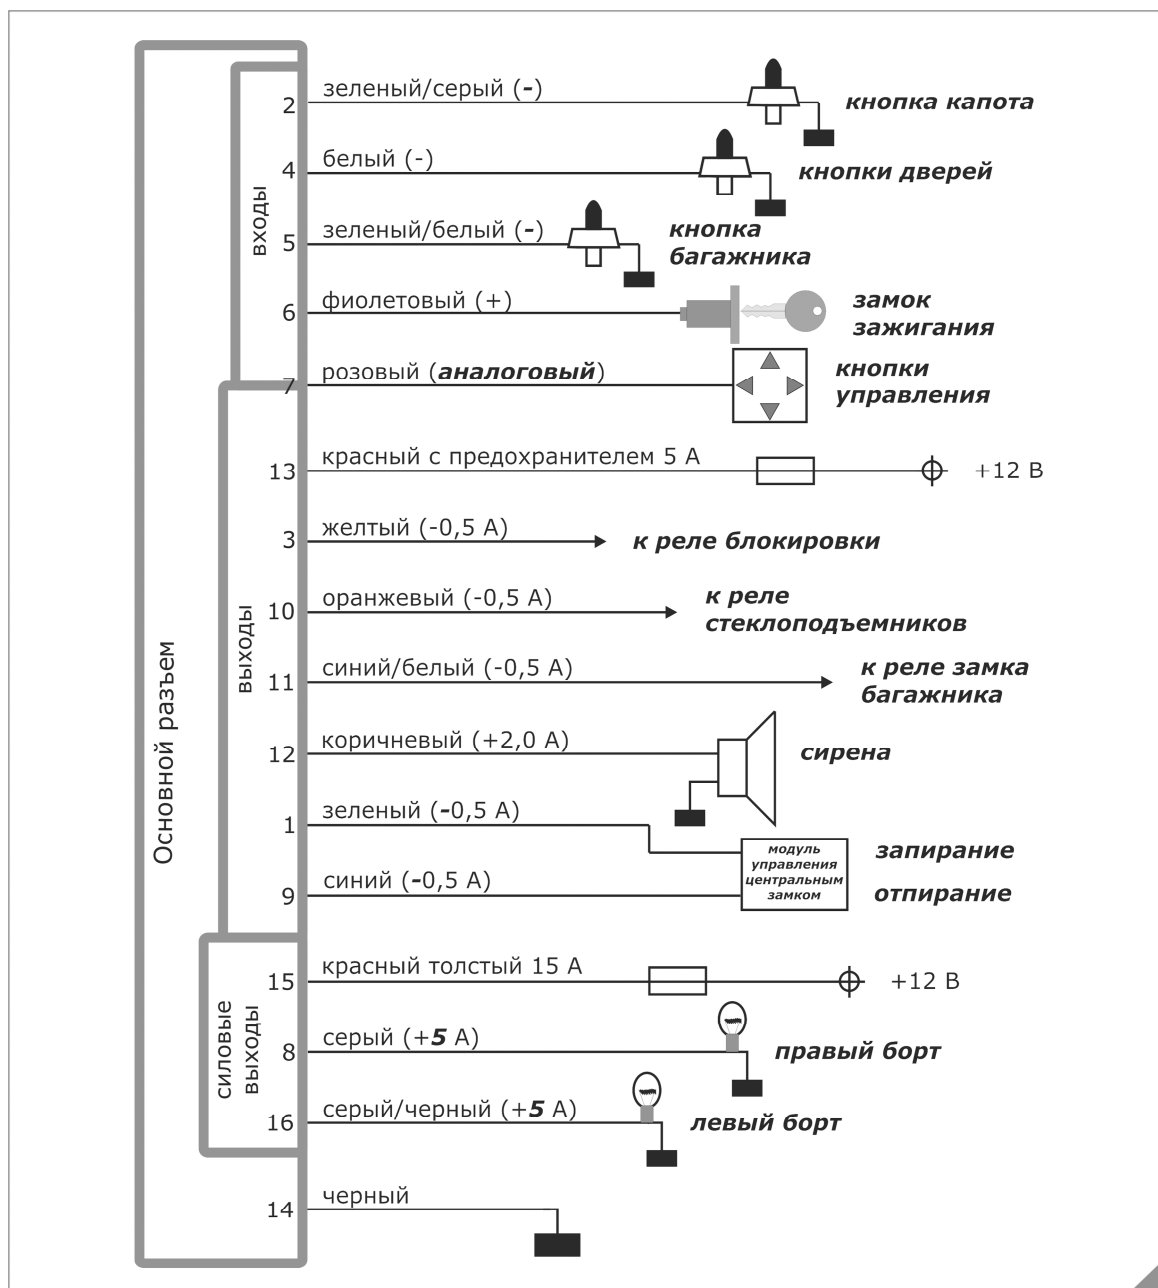 2
зеленый/серый (-)
кнопка капота
4
белый (-)
кнопки дверей
входы
5
зеленый/белый (-)
кнопка
багажника
6
фиолетовый (+)
замок
зажигания
7
розовый (аналоговый)
кнопки
управления
13
красный с предохранителем 5 А
+12 В
3
желтый (-0,5 А)
к реле блокировки
10
оранжевый (-0,5 А)
к реле
стеклоподъемников
выходы
11
синий/белый (-0,5 А)
к реле замка
багажника
Основной разъем
12
коричневый (+2,0 А)
сирена
1
зеленый (-0,5 А)
модуль
управления
центральным
замком
запирание
9
синий (-0,5 А)
отпирание
15
красный толстый 15 А
+12 В
силовые
выходы
8
серый (+5 А)
правый борт
16
серый/черный (+5 А)
левый борт
14
черный